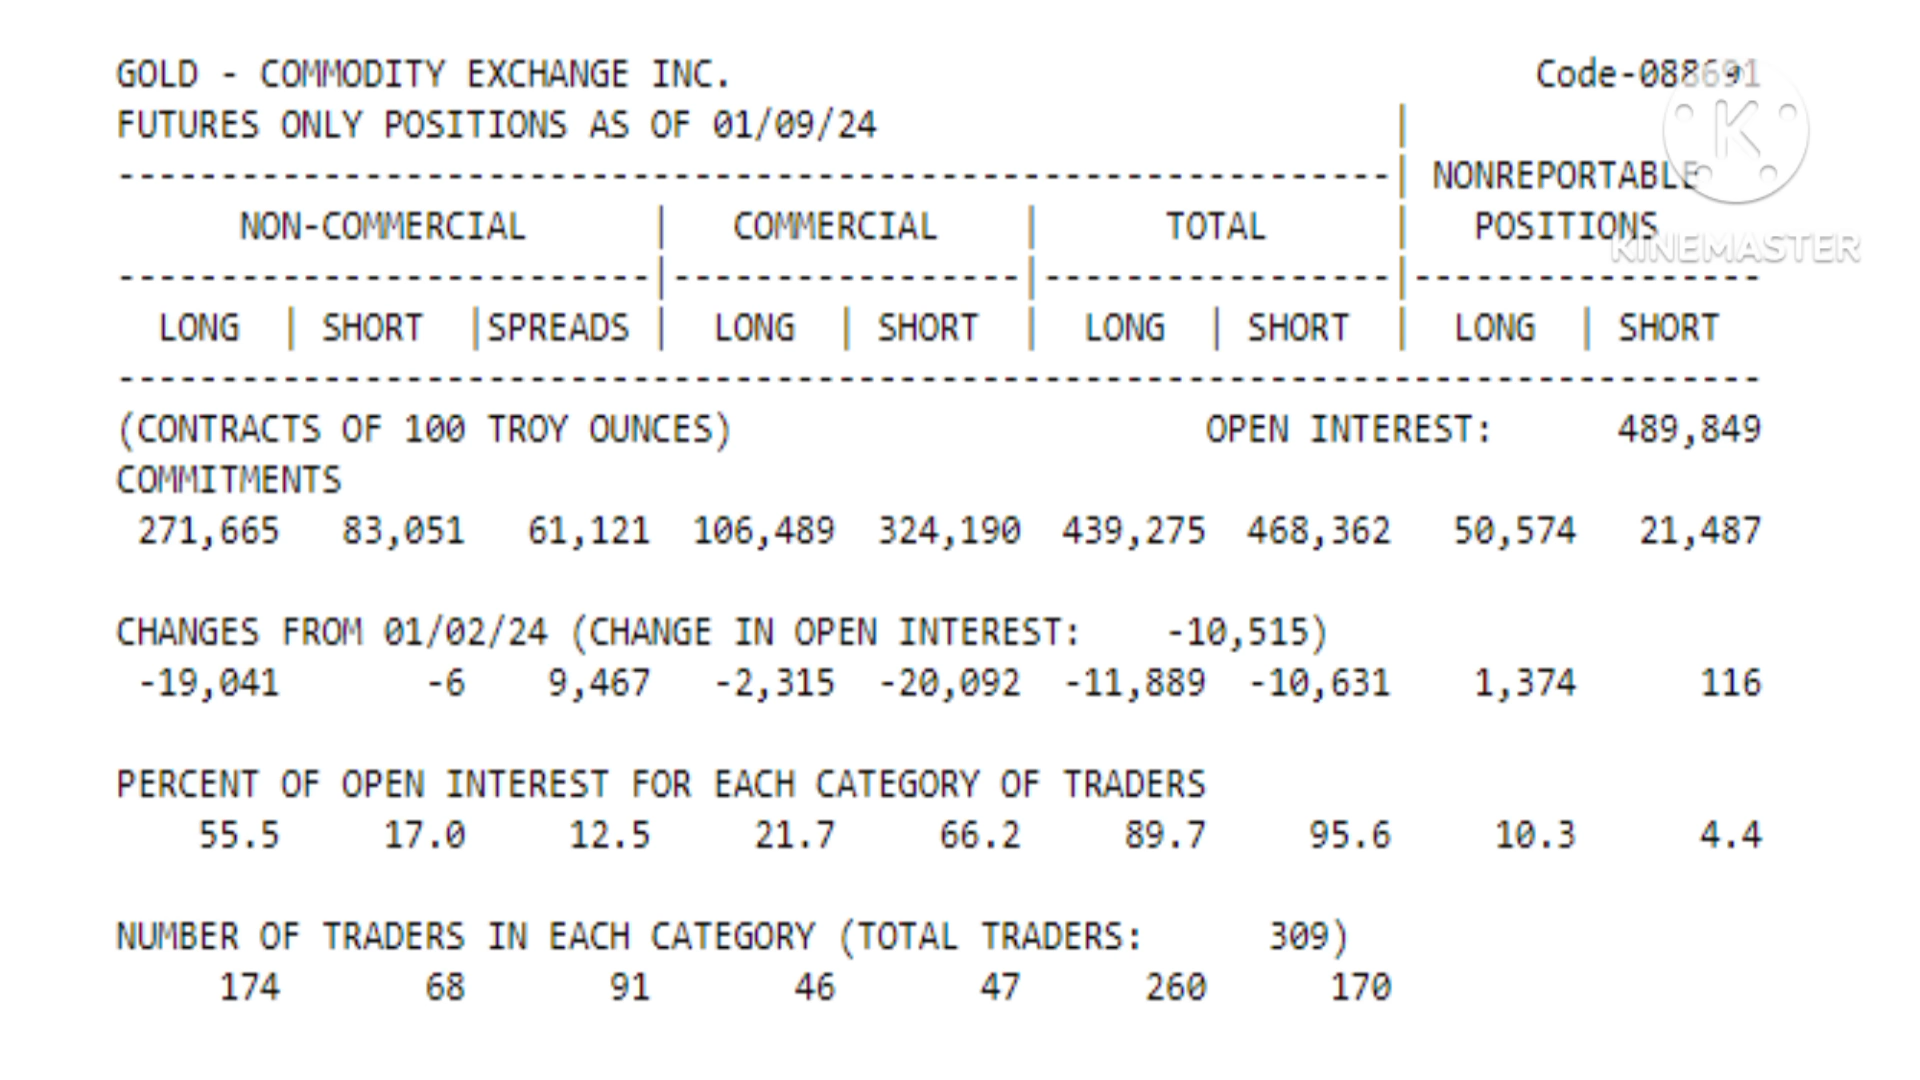 GOLD - COMMODITY EXCHANGE INC. Code-088691
FUTURES ONLY POSITIONS AS OF 01/09/24 |
--------------------------------------------------------------| NONREPORTABLE
NON-COMMERCIAL | COMMERCIAL | TOTAL | POSITIONS
--------------------------|-----------------|-----------------|-----------------
LONG | SHORT |SPREADS | LONG | SHORT | LONG | SHORT | LONG | SHORT
--------------------------------------------------------------------------------
(CONTRACTS OF 100 TROY OUNCES) OPEN INTEREST: 489,849
COMMITMENTS
271,665 83,051 61,121 106,489 324,190 439,275 468,362 50,574 21,487
CHANGES FROM 01/02/24 (CHANGE IN OPEN INTEREST: -10,515)
-19,041 -6 9,467 -2,315 -20,092 -11,889 -10,631 1,374 116
PERCENT OF OPEN INTEREST FOR EACH CATEGORY OF TRADERS
55.5 17.0 12.5 21.7 66.2 89.7 95.6 10.3 4.4
NUMBER OF TRADERS IN EACH CATEGORY (TOTAL TRADERS: 309)
174 68 91 46 47 260 170
K
KINEMASTER